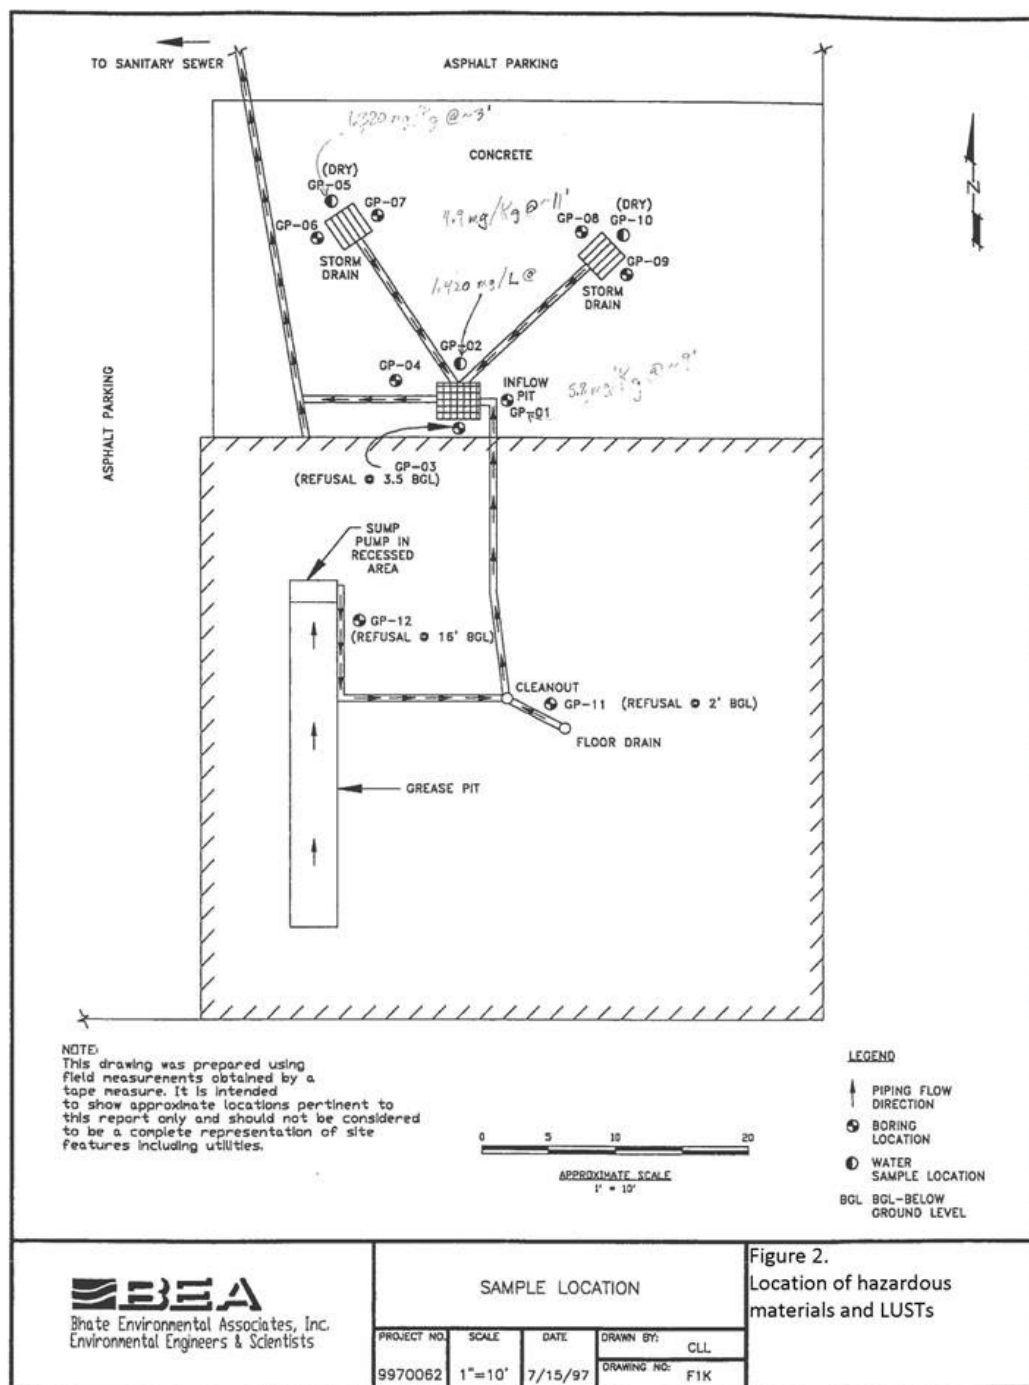 TO SANITARY SEWER
ASPHALT PARKING
CONCRETE
(DRY)
GP-05
GP-07
GP-06
STORM
DRAIN
4.9 mg/Kg @~11'
GP-08
(DRY)
GP-10
GP-09
STORM
DRAIN
1,420 mg/L @
GP-02
GP-04
INFLOW
PIT
GP-01
ASPHALT PARKING
GP-03
(REFUSAL @ 3.5 BGL)
SUMP
PUMP IN
RECESSED
AREA
GP-12
(REFUSAL @ 16' BGL)
CLEANOUT
GP-11 (REFUSAL @ 2' BGL)
FLOOR DRAIN
GREASE PIT
N
NOTE:
This drawing was prepared using
field measurements obtained by a
tape measure. It is intended
to show approximate locations pertinent to
this report only and should not be considered
to be a complete representation of site
features including utilities.
0 5 10 20
APPROXIMATE SCALE
1" = 10'
LEGEND
PIPING FLOW
DIRECTION
BORING
LOCATION
WATER
SAMPLE LOCATION
BGL BGL-BELOW
GROUND LEVEL
BEA
Bhate Environmental Associates, Inc.
Environmental Engineers & Scientists
SAMPLE LOCATION
PROJECT NO. SCALE DATE DRAWN BY: CLL
9970062 1"=10' 7/15/97 DRAWING NO: F1K
Figure 2.
Location of hazardous
materials and LUSTs